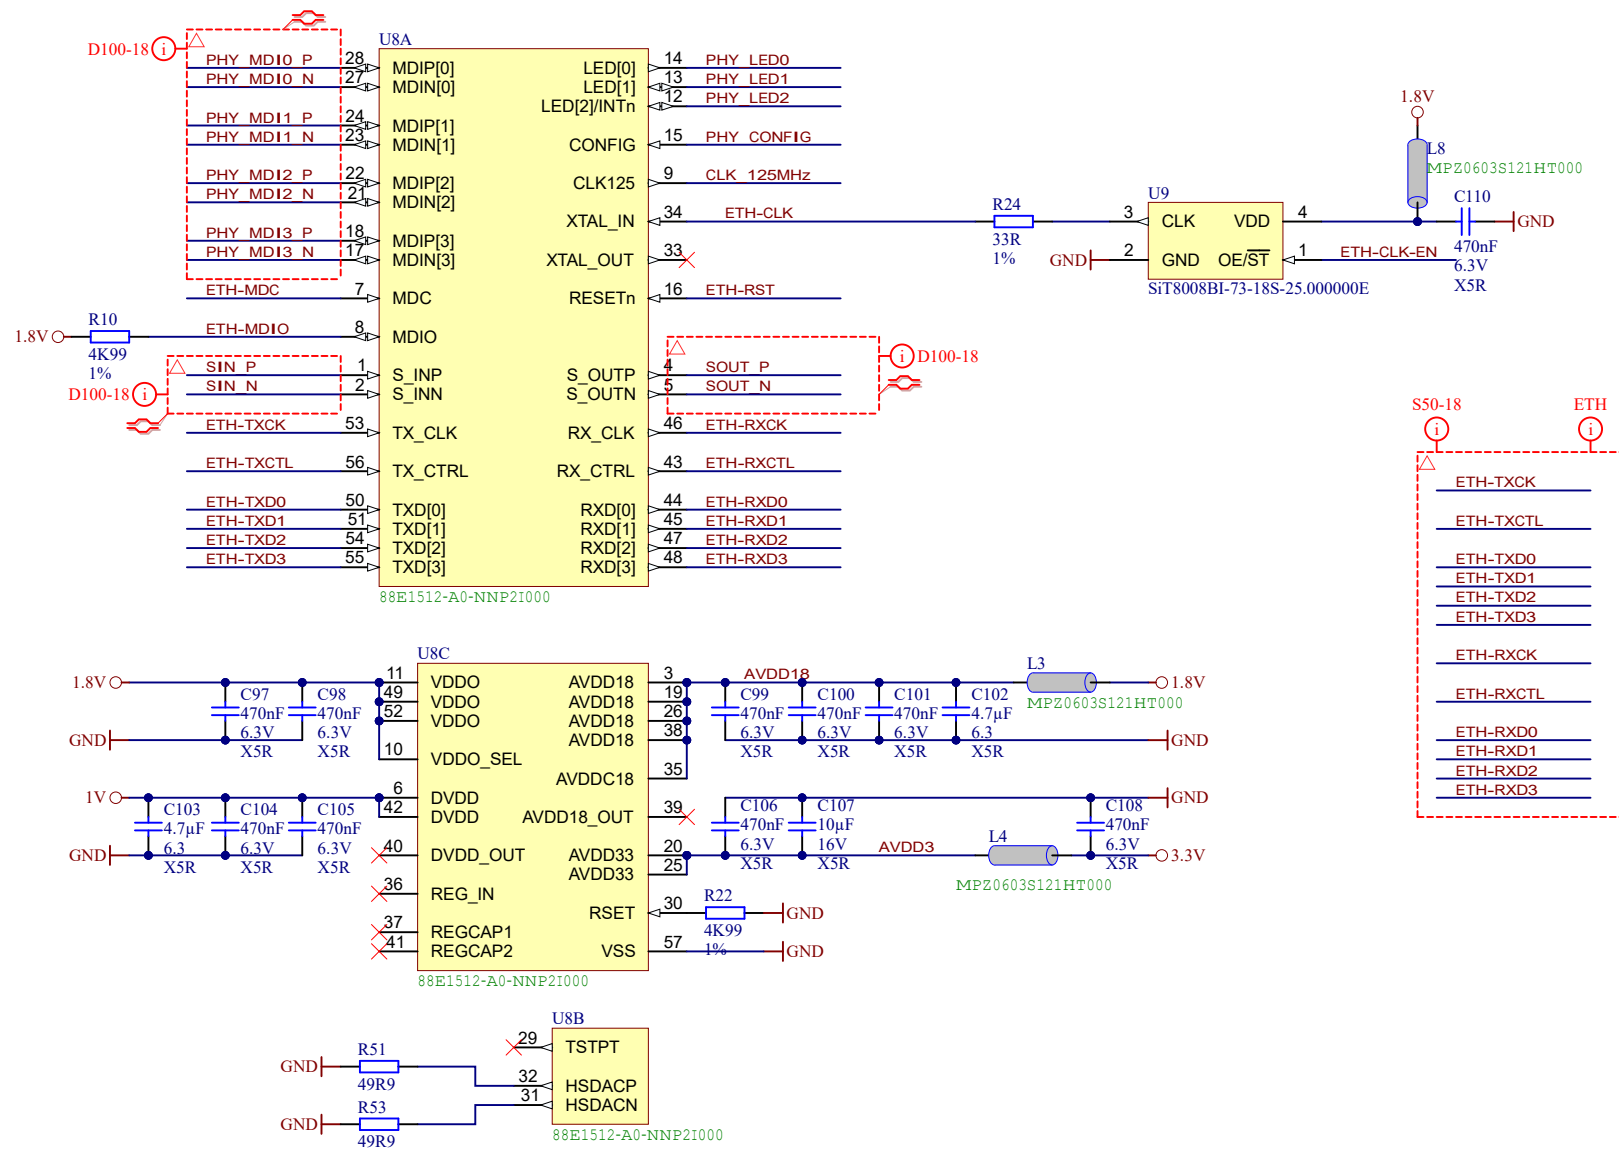 D100-18
U8A
PHY_MDI0_P 28 MDIP[0] LED[0] 14 PHY_LED0
PHY_MDI0_N 27 MDIN[0] LED[1] 13 PHY_LED1
LED[2]/INTn 12 PHY_LED2
PHY_MDI1_P 24 MDIP[1]
PHY_MDI1_N 23 MDIN[1] CONFIG 15 PHY_CONFIG
PHY_MDI2_P 22 MDIP[2] CLK125 9 CLK_125MHz
PHY_MDI2_N 21 MDIN[2]
XTAL_IN 34 ETH-CLK
PHY_MDI3_P 18 MDIP[3]
PHY_MDI3_N 17 MDIN[3] XTAL_OUT 33
ETH-MDC 7 MDC RESETn 16 ETH-RST
1.8V R10 ETH-MDIO 8 MDIO
4K99
1%
D100-18
SIN_P 1 S_INP S_OUTP 4 SOUT_P
SIN_N 2 S_INN S_OUTN 5 SOUT_N
D100-18
ETH-TXCK 53 TX_CLK RX_CLK 46 ETH-RXCK
ETH-TXCTL 56 TX_CTRL RX_CTRL 43 ETH-RXCTL
ETH-TXD0 50 TXD[0] RXD[0] 44 ETH-RXD0
ETH-TXD1 51 TXD[1] RXD[1] 45 ETH-RXD1
ETH-TXD2 54 TXD[2] RXD[2] 47 ETH-RXD2
ETH-TXD3 55 TXD[3] RXD[3] 48 ETH-RXD3
88E1512-A0-NNP2I000
1.8V
L8
MPZ0603S121HT000
R24
33R
1%
U9
3 CLK VDD 4
GND 2 GND OE/ST 1 ETH-CLK-EN
SiT8008BI-73-18S-25.000000E
C110
470nF
6.3V
X5R
GND
S50-18 ETH
ETH-TXCK
ETH-TXCTL
ETH-TXD0
ETH-TXD1
ETH-TXD2
ETH-TXD3
ETH-RXCK
ETH-RXCTL
ETH-RXD0
ETH-RXD1
ETH-RXD2
ETH-RXD3
U8C
1.8V 11 VDDO AVDD18 3 AVDD18 L3 1.8V
MPZ0603S121HT000
49 VDDO AVDD18 19
52 VDDO AVDD18 26
AVDD18 38
10 VDDO_SEL
AVDDC18 35
GND
C97
470nF
6.3V
X5R
C98
470nF
6.3V
X5R
C99
470nF
6.3V
X5R
C100
470nF
6.3V
X5R
C101
470nF
6.3V
X5R
C102
4.7µF
6.3
X5R
GND
1V 6 DVDD
42 DVDD AVDD18_OUT 39
GND
C103
4.7µF
6.3
X5R
C104
470nF
6.3V
X5R
C105
470nF
6.3V
X5R
40 DVDD_OUT AVDD33 20 AVDD3 L4 3.3V
MPZ0603S121HT000
AVDD33 25
C106
470nF
6.3V
X5R
C107
10µF
16V
X5R
C108
470nF
6.3V
X5R
GND
36 REG_IN
RSET 30 R22 GND
4K99
1%
37 REGCAP1
41 REGCAP2 VSS 57 GND
88E1512-A0-NNP2I000
U8B
29 TSTPT
GND R51 32 HSDACP
49R9
31 HSDACN
GND R53
49R9
88E1512-A0-NNP2I000